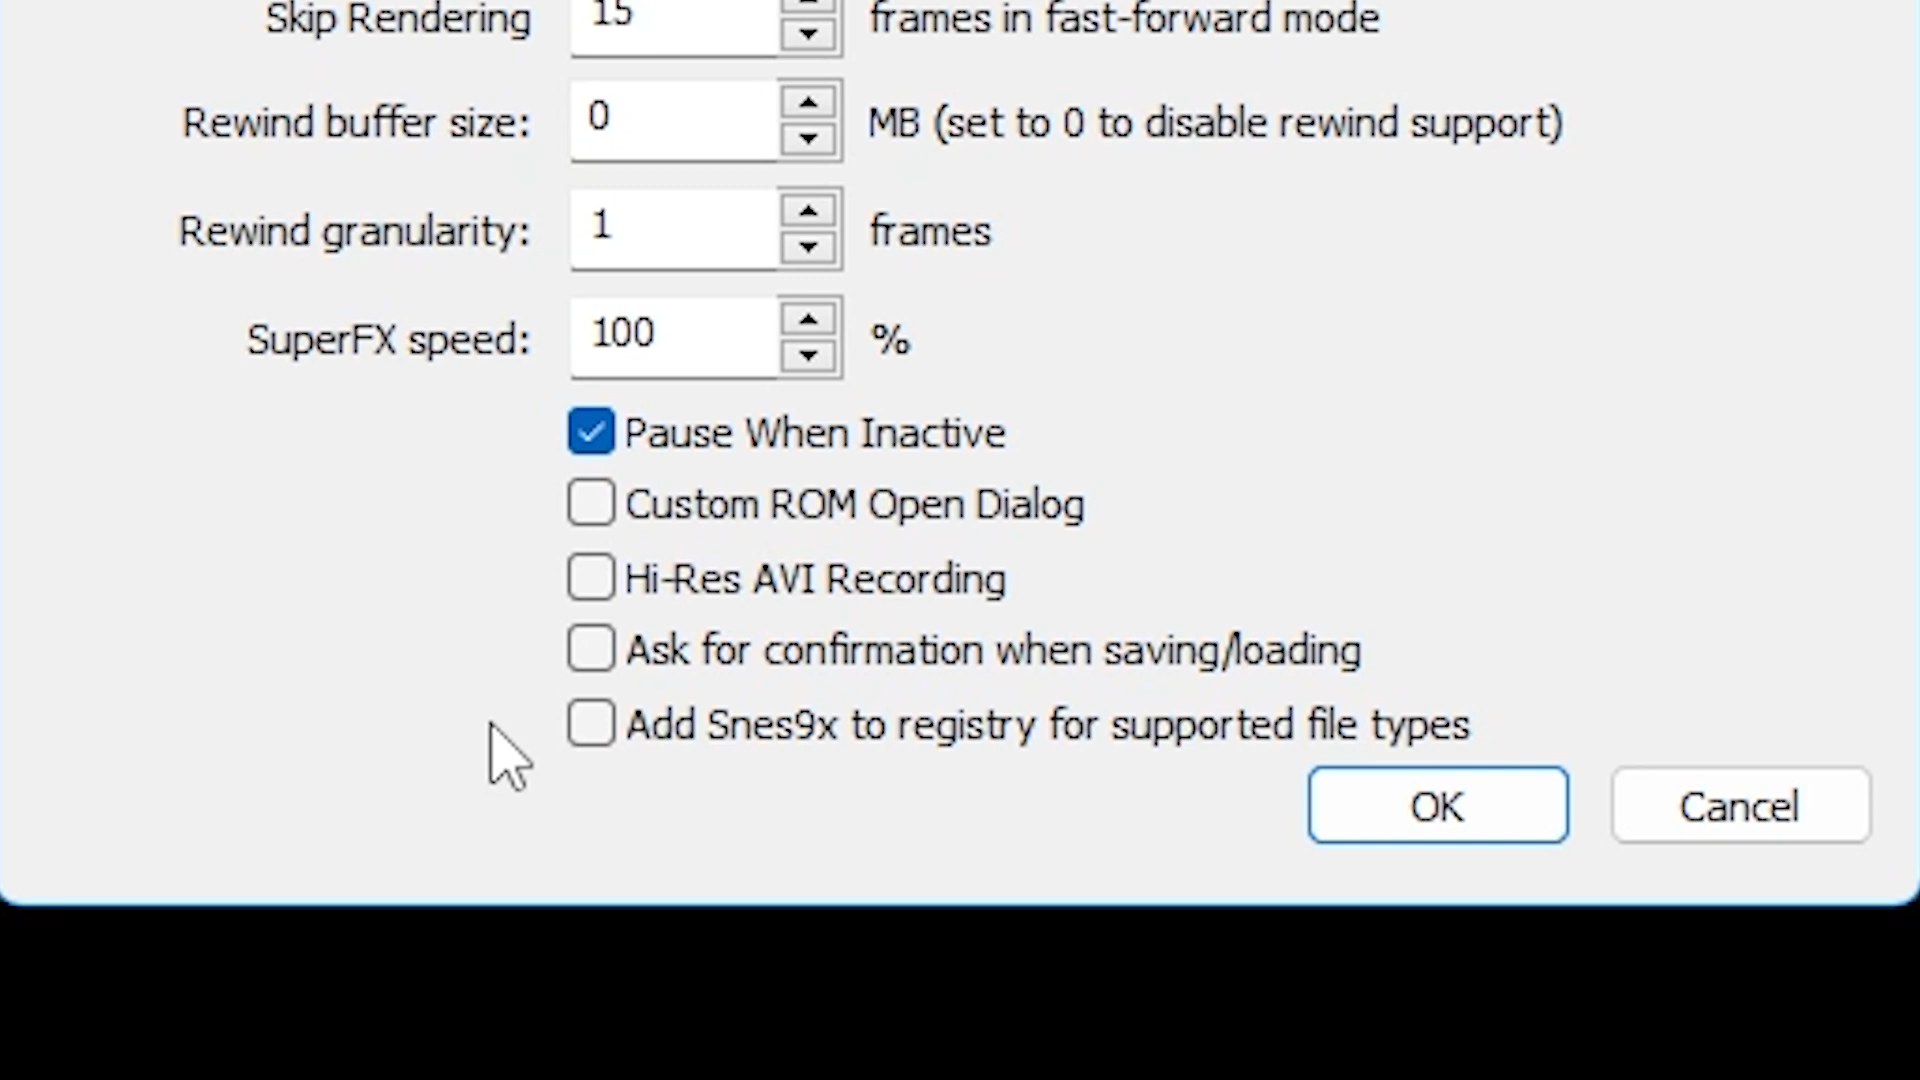 Skip Rendering 15 frames in fast-forward mode
Rewind buffer size: 0 MB (set to 0 to disable rewind support)
Rewind granularity: 1 frames
SuperFX speed: 100 %
Pause When Inactive
Custom ROM Open Dialog
Hi-Res AVI Recording
Ask for confirmation when saving/loading
Add Snes9x to registry for supported file types
OK Cancel